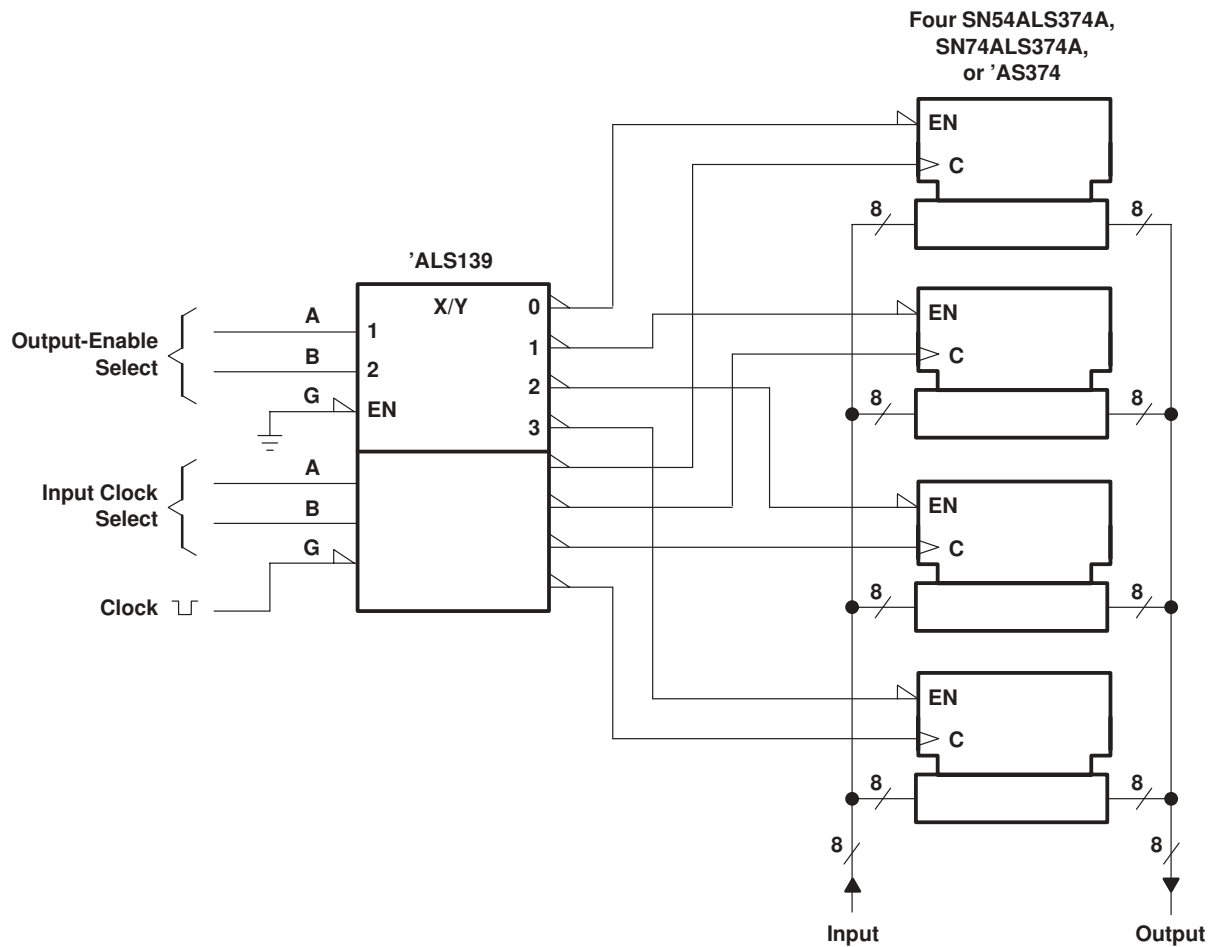 Four SN54ALS374A,
SN74ALS374A,
or ’AS374
EN
C
8
8
’ALS139
X/Y
0
1
2
3
Output-Enable
Select
A
1
B
2
G
EN
EN
C
8
8
Input Clock
Select
A
B
G
Clock
EN
C
8
8
EN
C
8
8
8
8
Input
Output